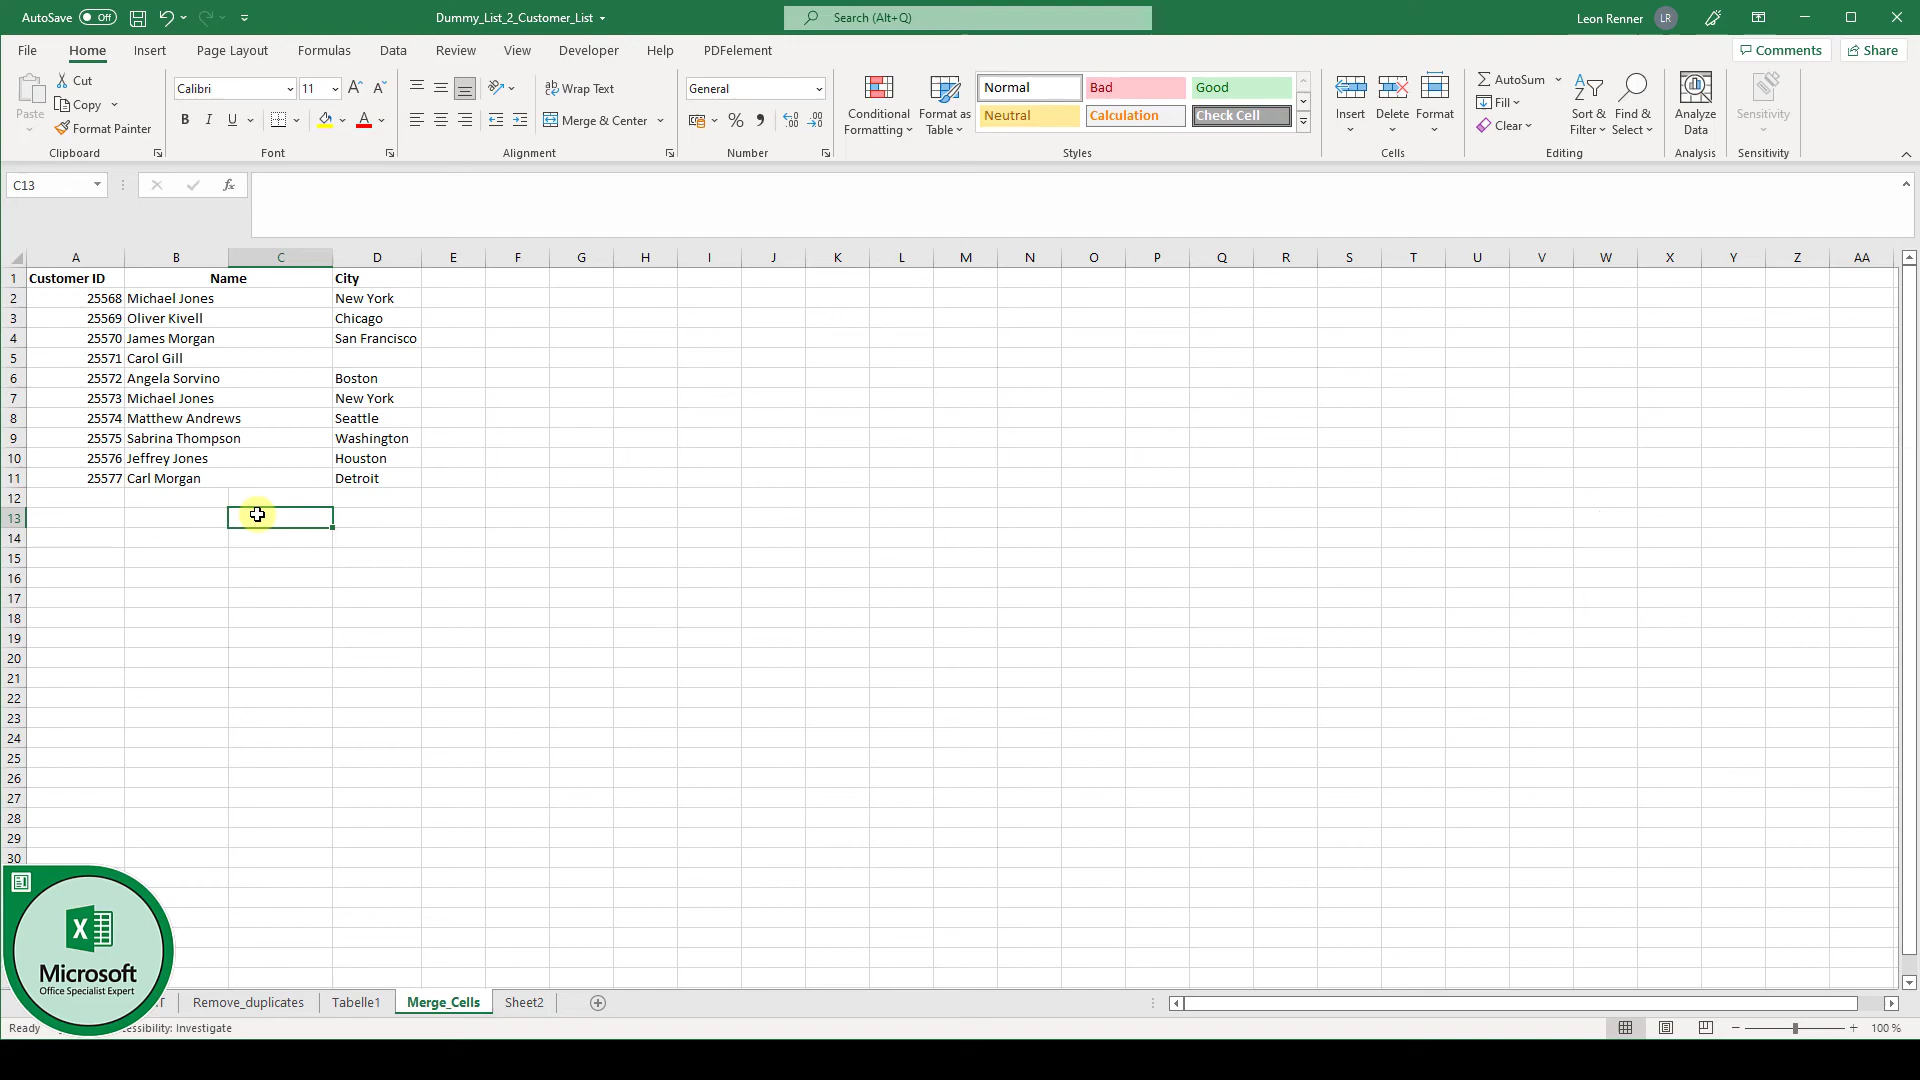 AutoSave Off Dummy_List_2_Customer_List Search (Alt+Q) Leon Renner LR
File Home Insert Page Layout Formulas Data Review View Developer Help PDFelement Comments Share
Paste
Cut
Copy
Format Painter
Clipboard
Calibri 11
B I U
Font
Wrap Text
Merge & Center
Alignment
General
Number
Conditional Formatting
Format as Table
Normal Bad Good
Neutral Calculation Check Cell
Styles
Insert Delete Format
Cells
AutoSum
Fill
Clear
Sort & Filter
Find & Select
Editing
Analyze Data
Analysis
Sensitivity
Sensitivity
C13 fx
A B C D E F G H I J K L M N O P Q R S T U V W X Y Z AA
1 Customer ID Name City
2 25568 Michael Jones New York
3 25569 Oliver Kivell Chicago
4 25570 James Morgan San Francisco
5 25571 Carol Gill
6 25572 Angela Sorvino Boston
7 25573 Michael Jones New York
8 25574 Matthew Andrews Seattle
9 25575 Sabrina Thompson Washington
10 25576 Jeffrey Jones Houston
11 25577 Carl Morgan Detroit
12
13
14
15
16
17
18
19
20
21
22
23
24
25
26
27
28
29
30
X
Microsoft
Office Specialist Expert
Remove_duplicates Tabelle1 Merge_Cells Sheet2
Ready Investigate 100 %